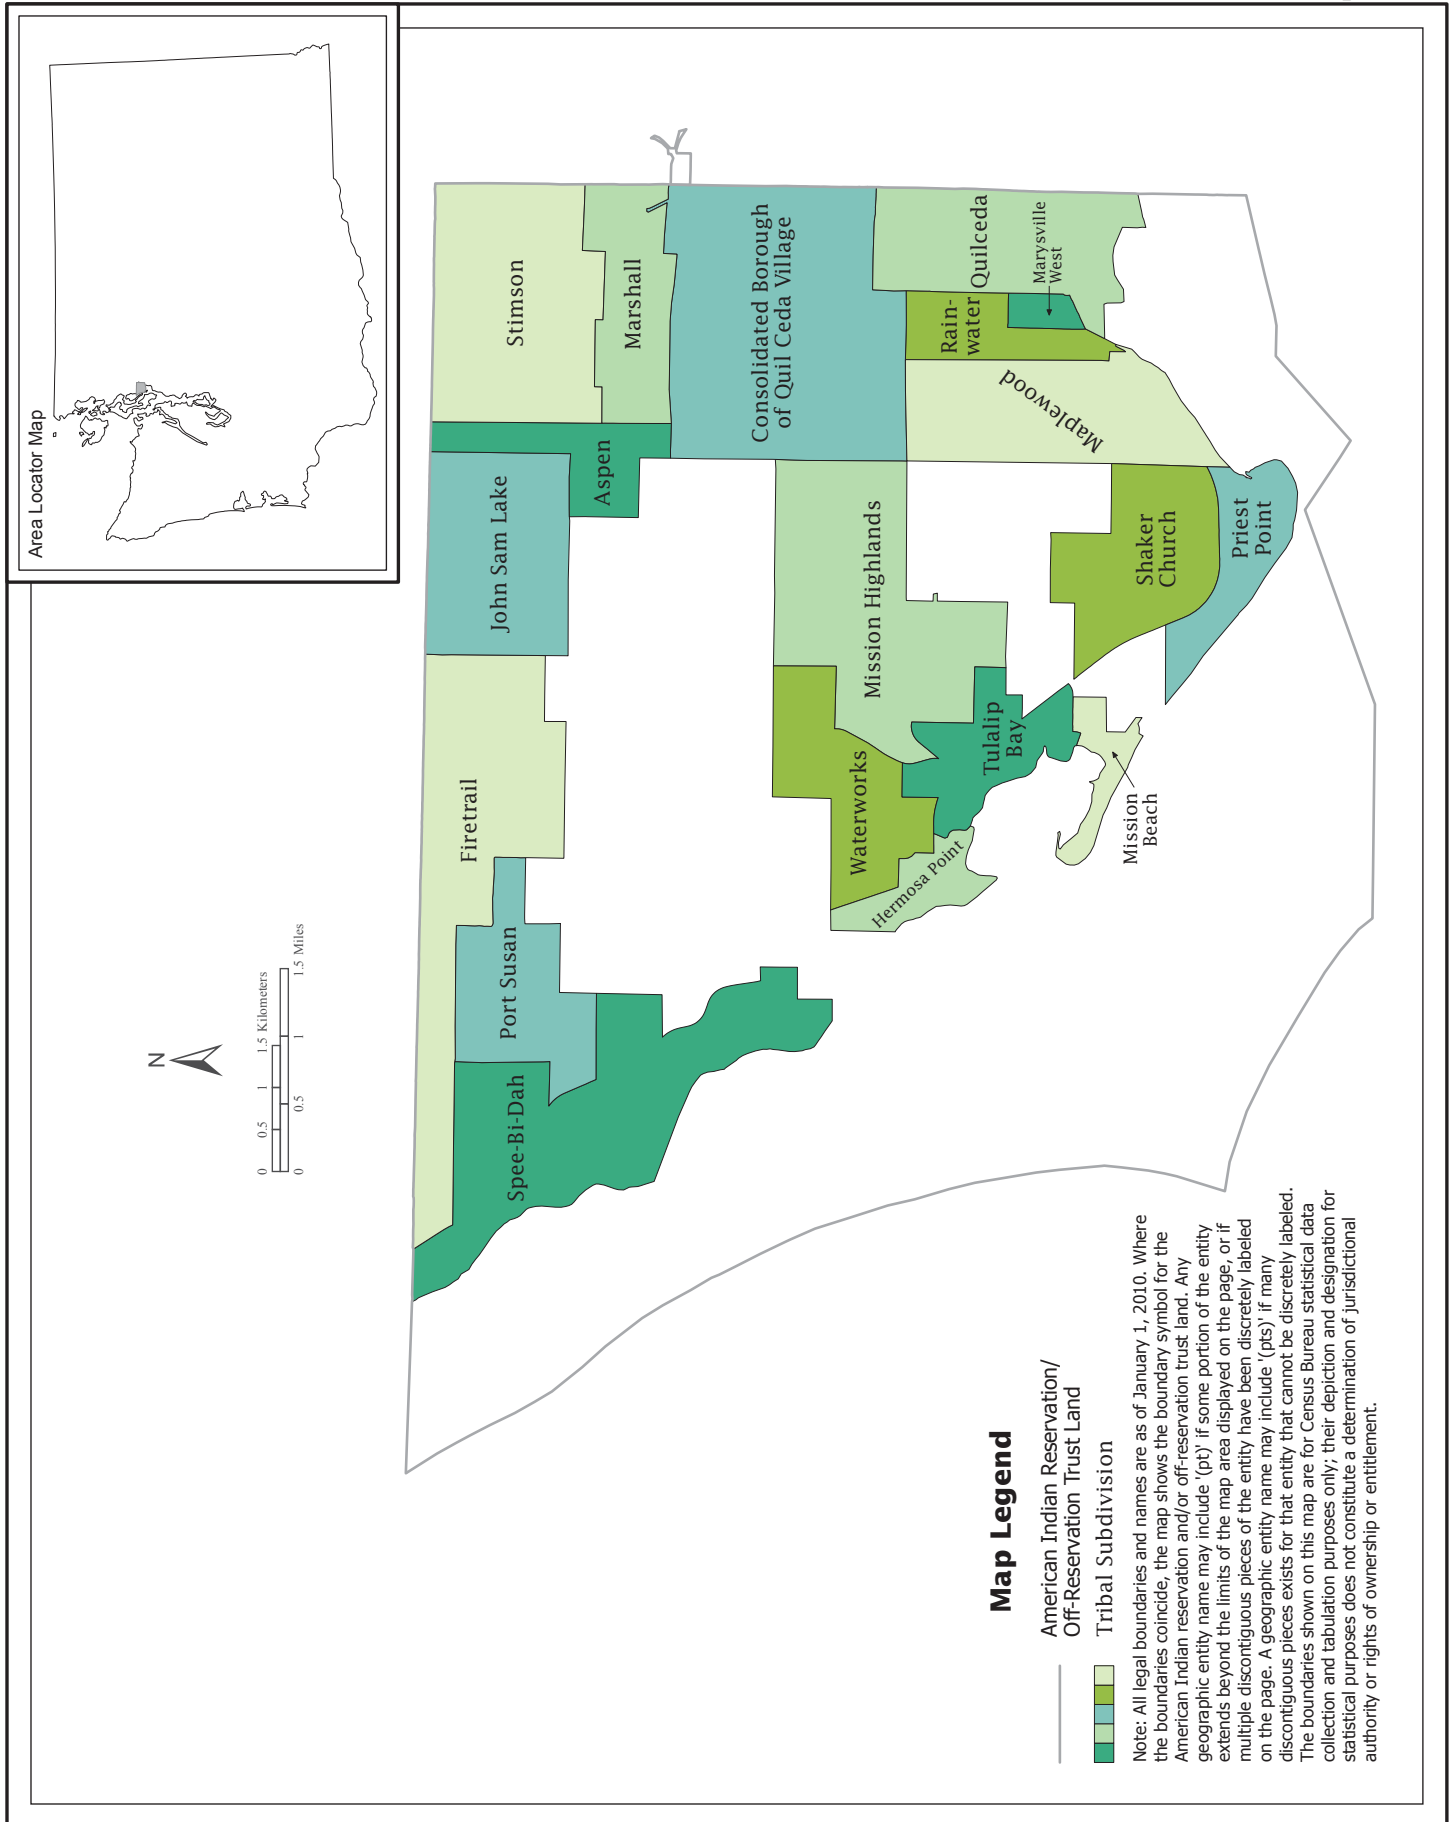 Area Locator Map
N
0 0.5 1 1.5 Kilometers
0 0.5 1 1.5 Miles
Spee-Bi-Dah
Port Susan
Firetrail
John Sam Lake
Aspen
Stimson
Marshall
Consolidated Borough
of Quil Ceda Village
Hermosa Point
Waterworks
Mission Highlands
Tulalip
Bay
Mission
Beach
Rain-
water
Quilceda
Marysville
West
Maplewood
Shaker
Church
Priest
Point
Map Legend
American Indian Reservation/
Off-Reservation Trust Land
Tribal Subdivision
Note: All legal boundaries and names are as of January 1, 2010. Where
the boundaries coincide, the map shows the boundary symbol for the
American Indian reservation and/or off-reservation trust land. Any
geographic entity name may include '(pt)' if some portion of the entity
extends beyond the limits of the map area displayed on the page, or if
multiple discontiguous pieces of the entity have been discretely labeled
on the page. A geographic entity name may include '(pts)' if many
discontiguous pieces exists for that entity that cannot be discretely labeled.
The boundaries shown on this map are for Census Bureau statistical data
collection and tabulation purposes only; their depiction and designation for
statistical purposes does not constitute a determination of jurisdictional
authority or rights of ownership or entitlement.